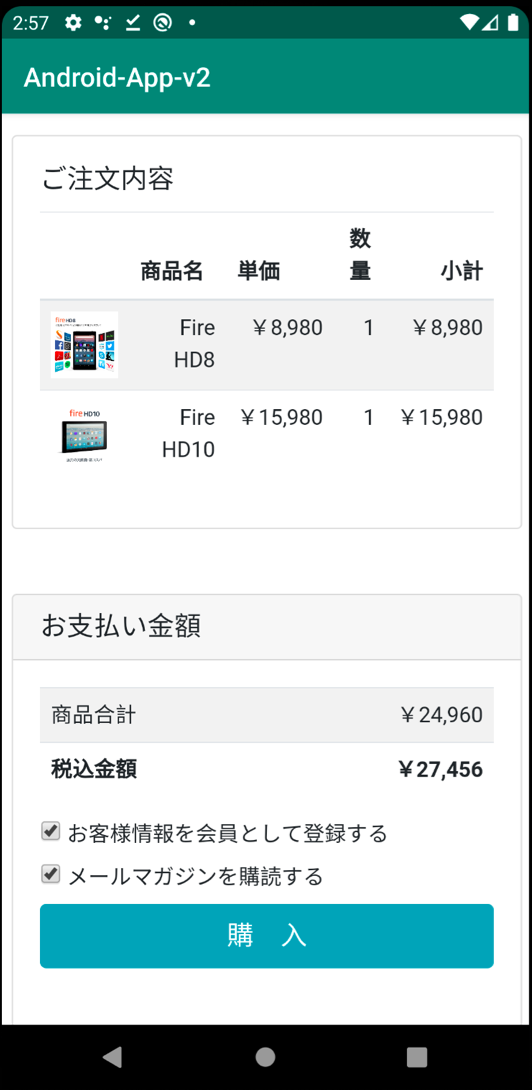 2:57
Android-App-v2
ご注文内容
商品名 単価 数量 小計
fire HD8
Fire HD8 ￥8,980 1 ￥8,980
fire HD10
Fire HD10 ￥15,980 1 ￥15,980
お支払い金額
商品合計 ￥24,960
税込金額 ￥27,456
お客様情報を会員として登録する
メールマガジンを購読する
購　入